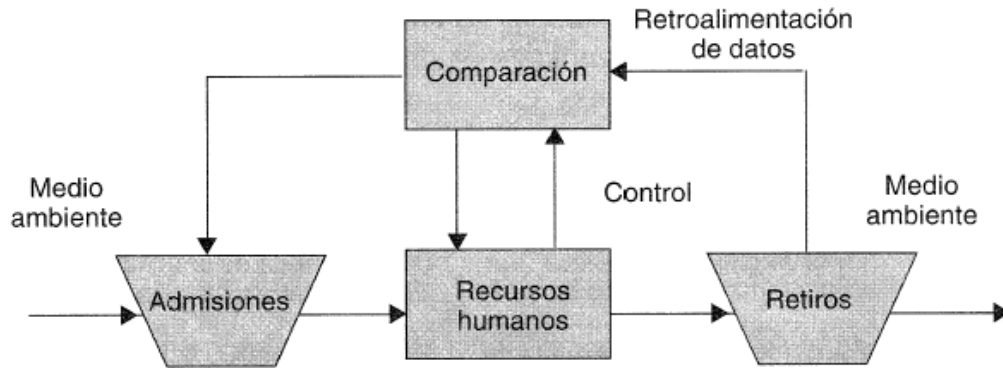 Retroalimentación
de datos
Comparación
Medio
ambiente
Control
Medio
ambiente
Admisiones
Recursos
humanos
Retiros